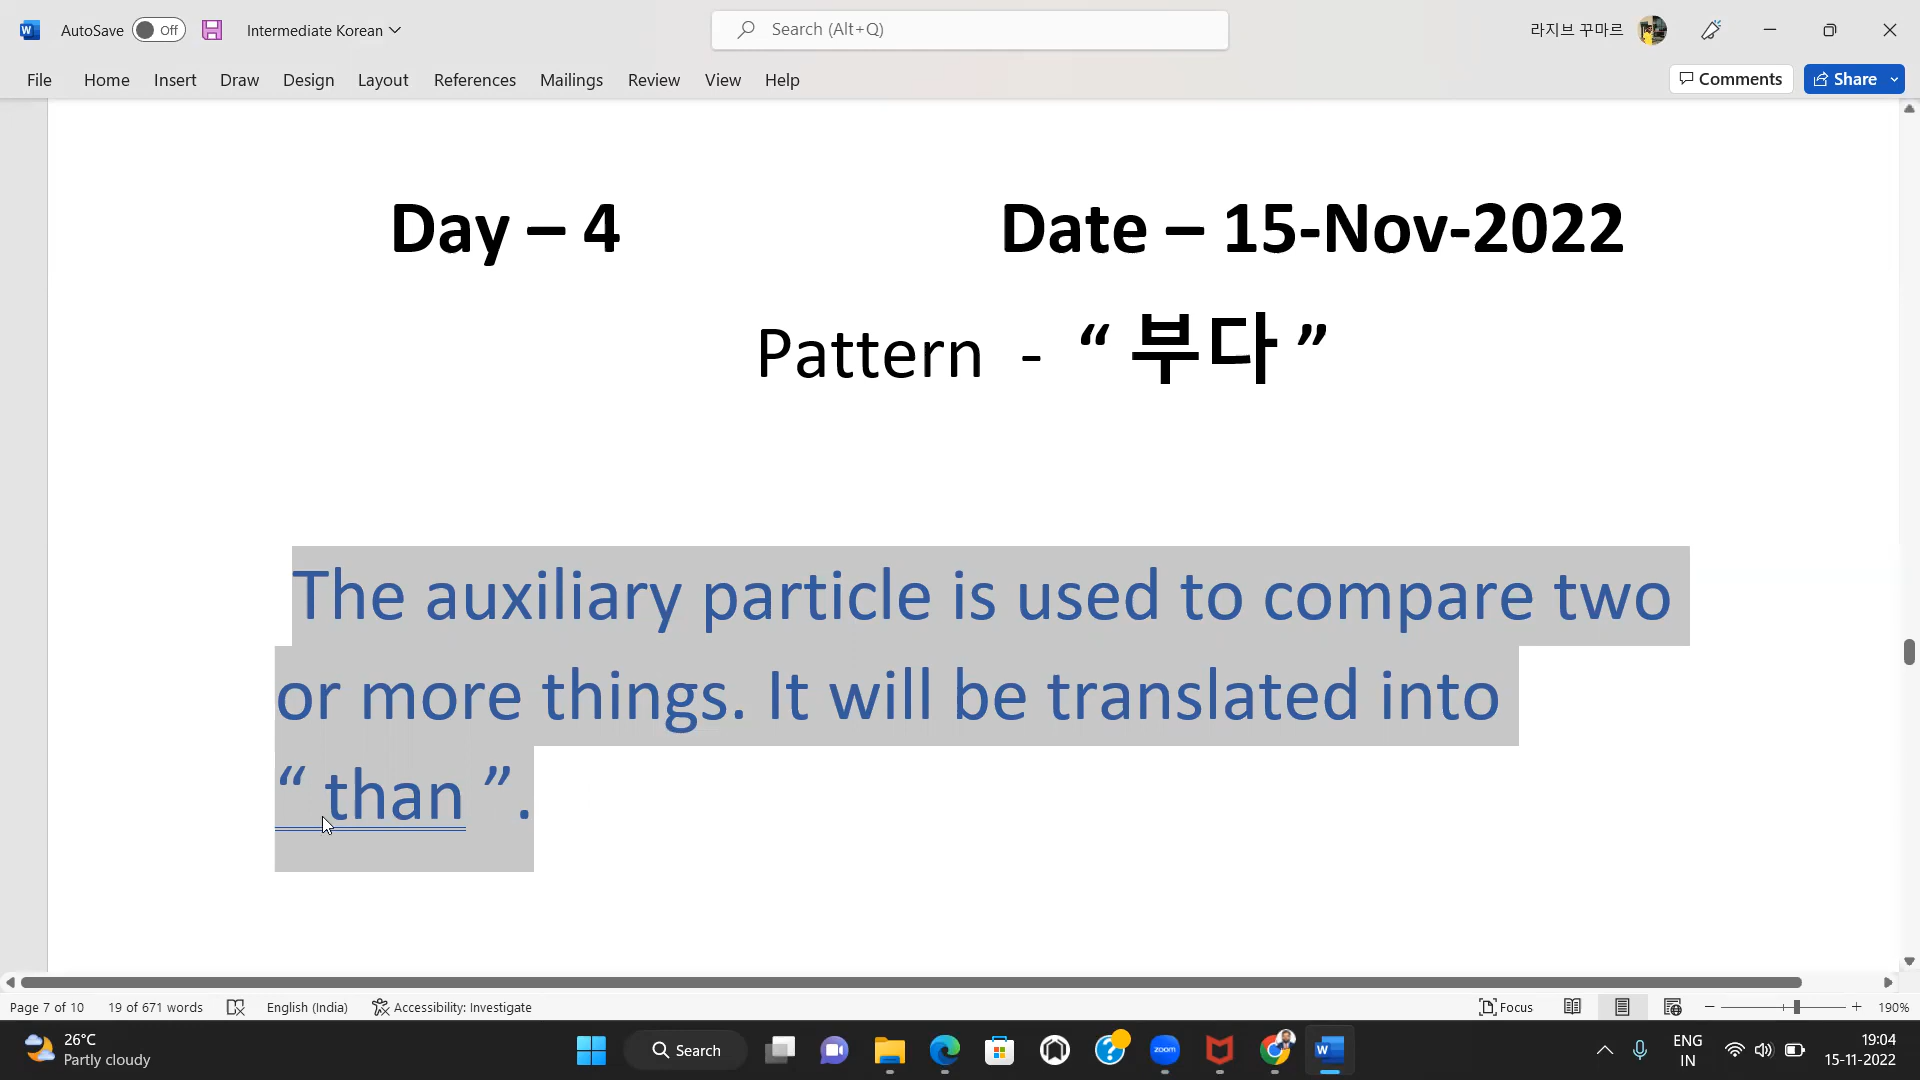 AutoSave Off Intermediate Korean Search (Alt+Q) 라지브 꾸마르
File Home Insert Draw Design Layout References Mailings Review View Help Comments Share
Day – 4 Date – 15-Nov-2022
Pattern - “ 부다 ”
The auxiliary particle is used to compare two
or more things. It will be translated into
“ than ”.
Page 7 of 10 19 of 671 words English (India) Accessibility: Investigate Focus 190%
26°C
Partly cloudy
Search
zoom
ENG
IN
19:04
15-11-2022